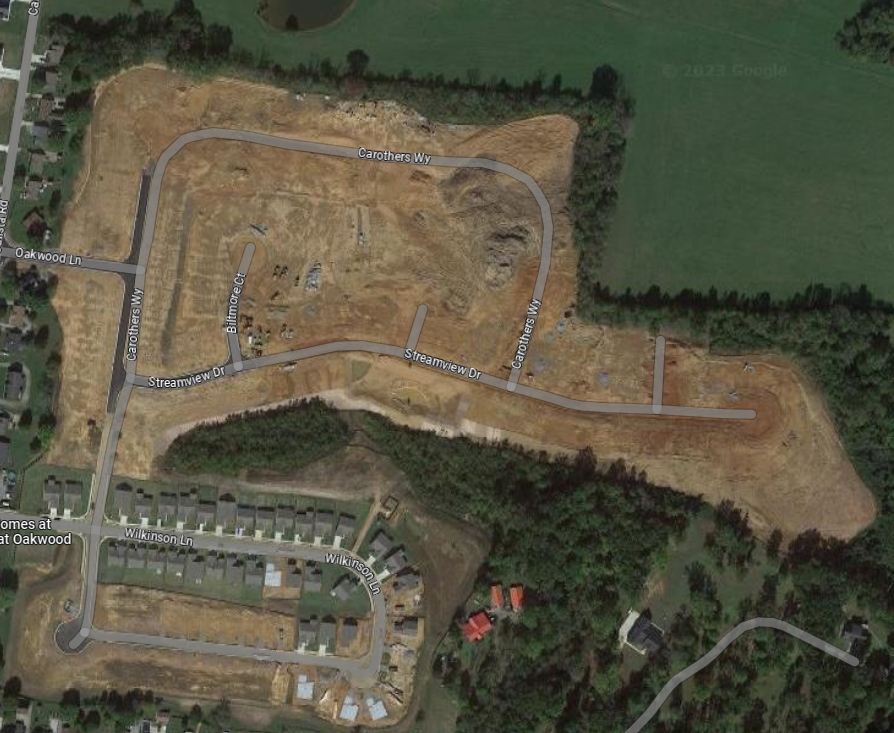 Ca
© 2023 Google
Carothers Wy
Oakwood Ln
Biltmore Ct
Carothers Wy
Carothers Wy
Streamview Dr
Streamview Dr
omes at
at Oakwood
Wilkinson Ln
Wilkinson Ln